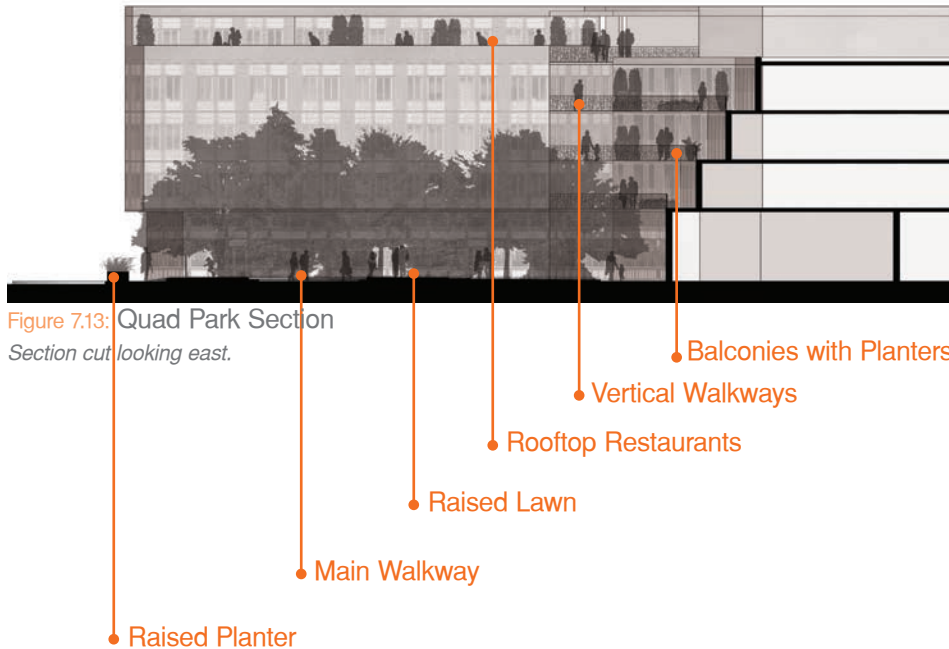 Figure 7.13: Quad Park Section
Section cut looking east.
Balconies with Planters
Vertical Walkways
Rooftop Restaurants
Raised Lawn
Main Walkway
Raised Planter